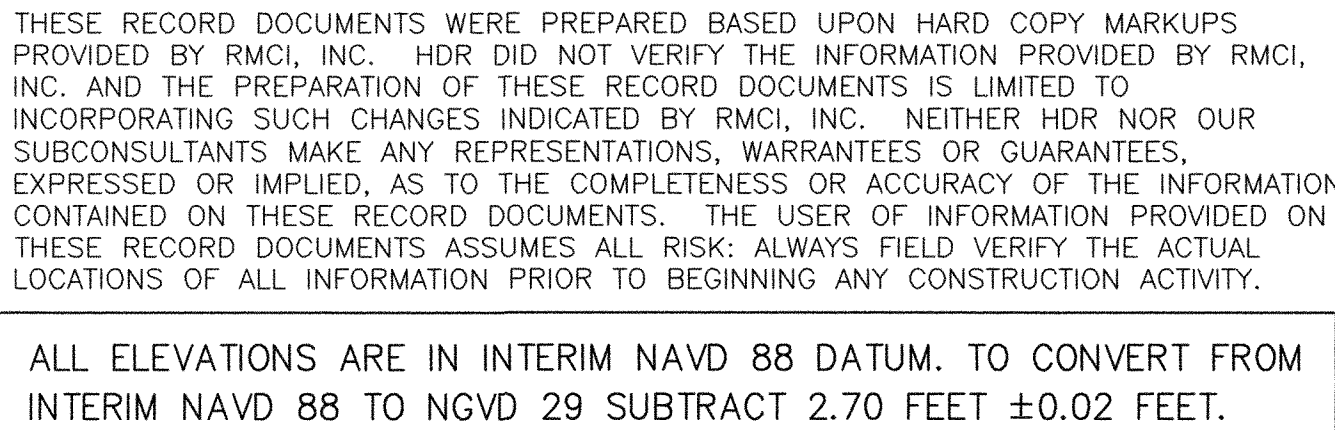 THESE RECORD DOCUMENTS WERE PREPARED BASED UPON HARD COPY MARKUPS
PROVIDED BY RMCI, INC. HDR DID NOT VERIFY THE INFORMATION PROVIDED BY RMCI,
INC. AND THE PREPARATION OF THESE RECORD DOCUMENTS IS LIMITED TO
INCORPORATING SUCH CHANGES INDICATED BY RMCI, INC. NEITHER HDR NOR OUR
SUBCONSULTANTS MAKE ANY REPRESENTATIONS, WARRANTEES OR GUARANTEES,
EXPRESSED OR IMPLIED, AS TO THE COMPLETENESS OR ACCURACY OF THE INFORMATION
CONTAINED ON THESE RECORD DOCUMENTS. THE USER OF INFORMATION PROVIDED ON
THESE RECORD DOCUMENTS ASSUMES ALL RISK: ALWAYS FIELD VERIFY THE ACTUAL
LOCATIONS OF ALL INFORMATION PRIOR TO BEGINNING ANY CONSTRUCTION ACTIVITY.
ALL ELEVATIONS ARE IN INTERIM NAVD 88 DATUM. TO CONVERT FROM
INTERIM NAVD 88 TO NGVD 29 SUBTRACT 2.70 FEET ±0.02 FEET.